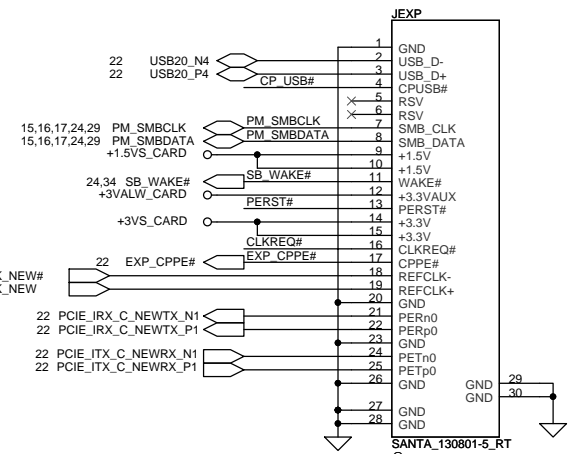 JEXP
1 GND
22 USB20_N4 2 USB_D-
22 USB20_P4 3 USB_D+
CP_USB# 4 CPUSB#
5 RSV
6 RSV
15,16,17,24,29 PM_SMBCLK PM_SMBCLK 7 SMB_CLK
15,16,17,24,29 PM_SMBDATA PM_SMBDATA 8 SMB_DATA
+1.5VS_CARD 9 +1.5V
10 +1.5V
24,34 SB_WAKE# SB_WAKE# 11 WAKE#
+3VALW_CARD 12 +3.3VAUX
PERST# 13 PERST#
+3VS_CARD 14 +3.3V
15 +3.3V
CLKREQ# 16 CLKREQ#
22 EXP_CPPE# EXP_CPPE# 17 CPPE#
_NEW# 18 REFCLK-
_NEW 19 REFCLK+
20 GND
22 PCIE_IRX_C_NEWTX_N1 21 PERn0
22 PCIE_IRX_C_NEWTX_P1 22 PERp0
23 GND
22 PCIE_ITX_C_NEWRX_N1 24 PETn0
22 PCIE_ITX_C_NEWRX_P1 25 PETp0
26 GND GND 29
GND 30
27 GND
28 GND
SANTA_130801-5_RT